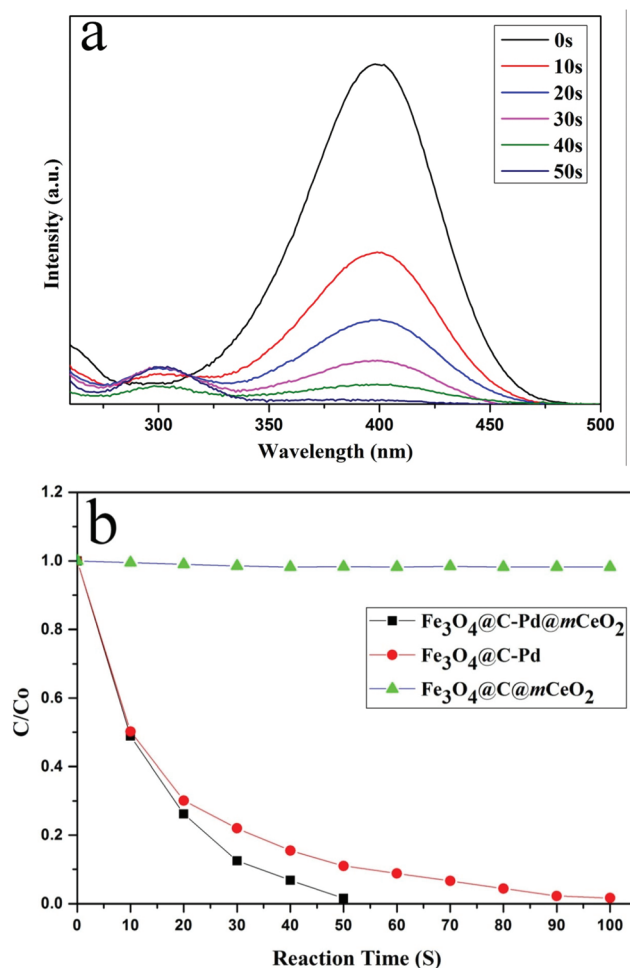 a
0s
10s
20s
30s
40s
50s
Intensity (a.u.)
300 350 400 450 500
Wavelength (nm)
b
1.2
1.0
0.8
0.6
0.4
0.2
0.0
C/Co
Fe₃O₄@C-Pd@mCeO₂
Fe₃O₄@C-Pd
Fe₃O₄@C@mCeO₂
0 10 20 30 40 50 60 70 80 90 100
Reaction Time (S)